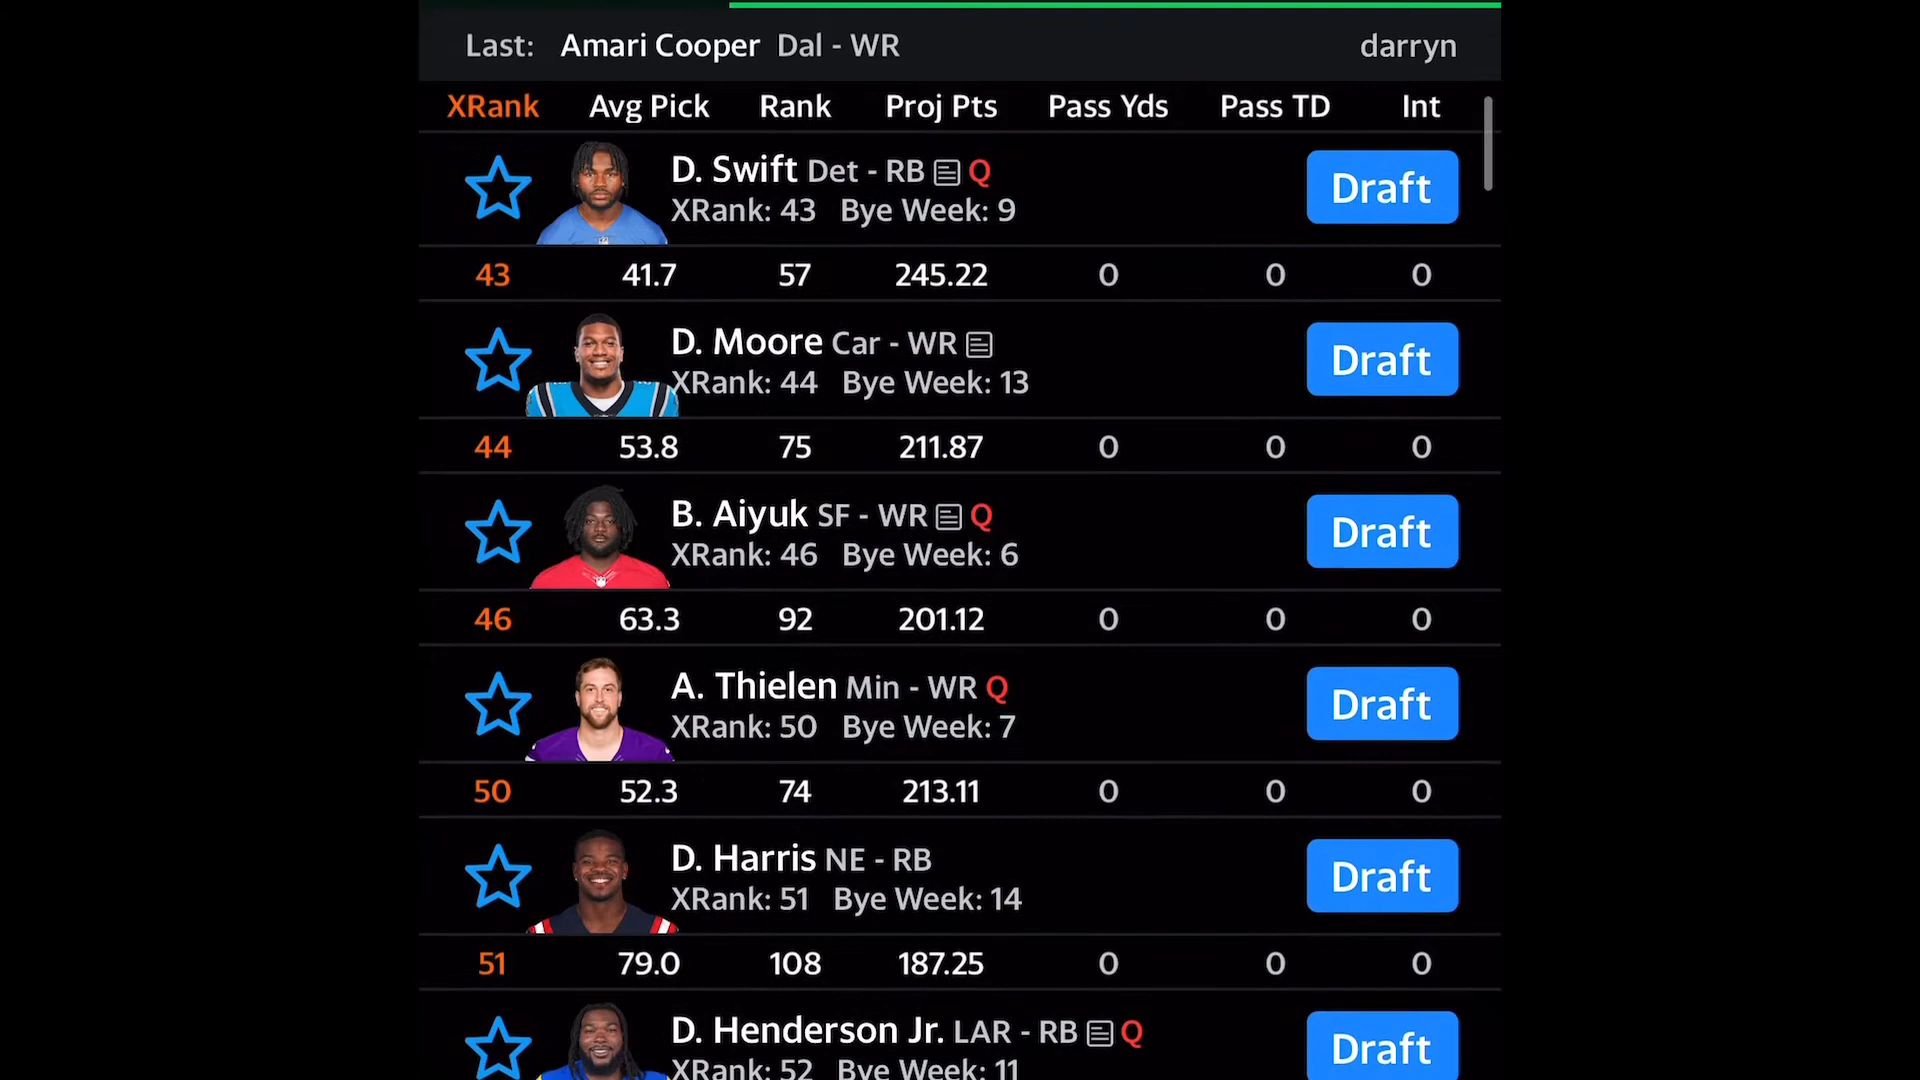 Last: Amari Cooper Dal - WR darryn
XRank Avg Pick Rank Proj Pts Pass Yds Pass TD Int
D. Swift Det - RB Q
XRank: 43 Bye Week: 9
Draft
43 41.7 57 245.22 0 0 0
D. Moore Car - WR
XRank: 44 Bye Week: 13
Draft
44 53.8 75 211.87 0 0 0
B. Aiyuk SF - WR Q
XRank: 46 Bye Week: 6
Draft
46 63.3 92 201.12 0 0 0
A. Thielen Min - WR Q
XRank: 50 Bye Week: 7
Draft
50 52.3 74 213.11 0 0 0
D. Harris NE - RB
XRank: 51 Bye Week: 14
Draft
51 79.0 108 187.25 0 0 0
D. Henderson Jr. LAR - RB Q
XRank: 52 Bye Week: 11
Draft